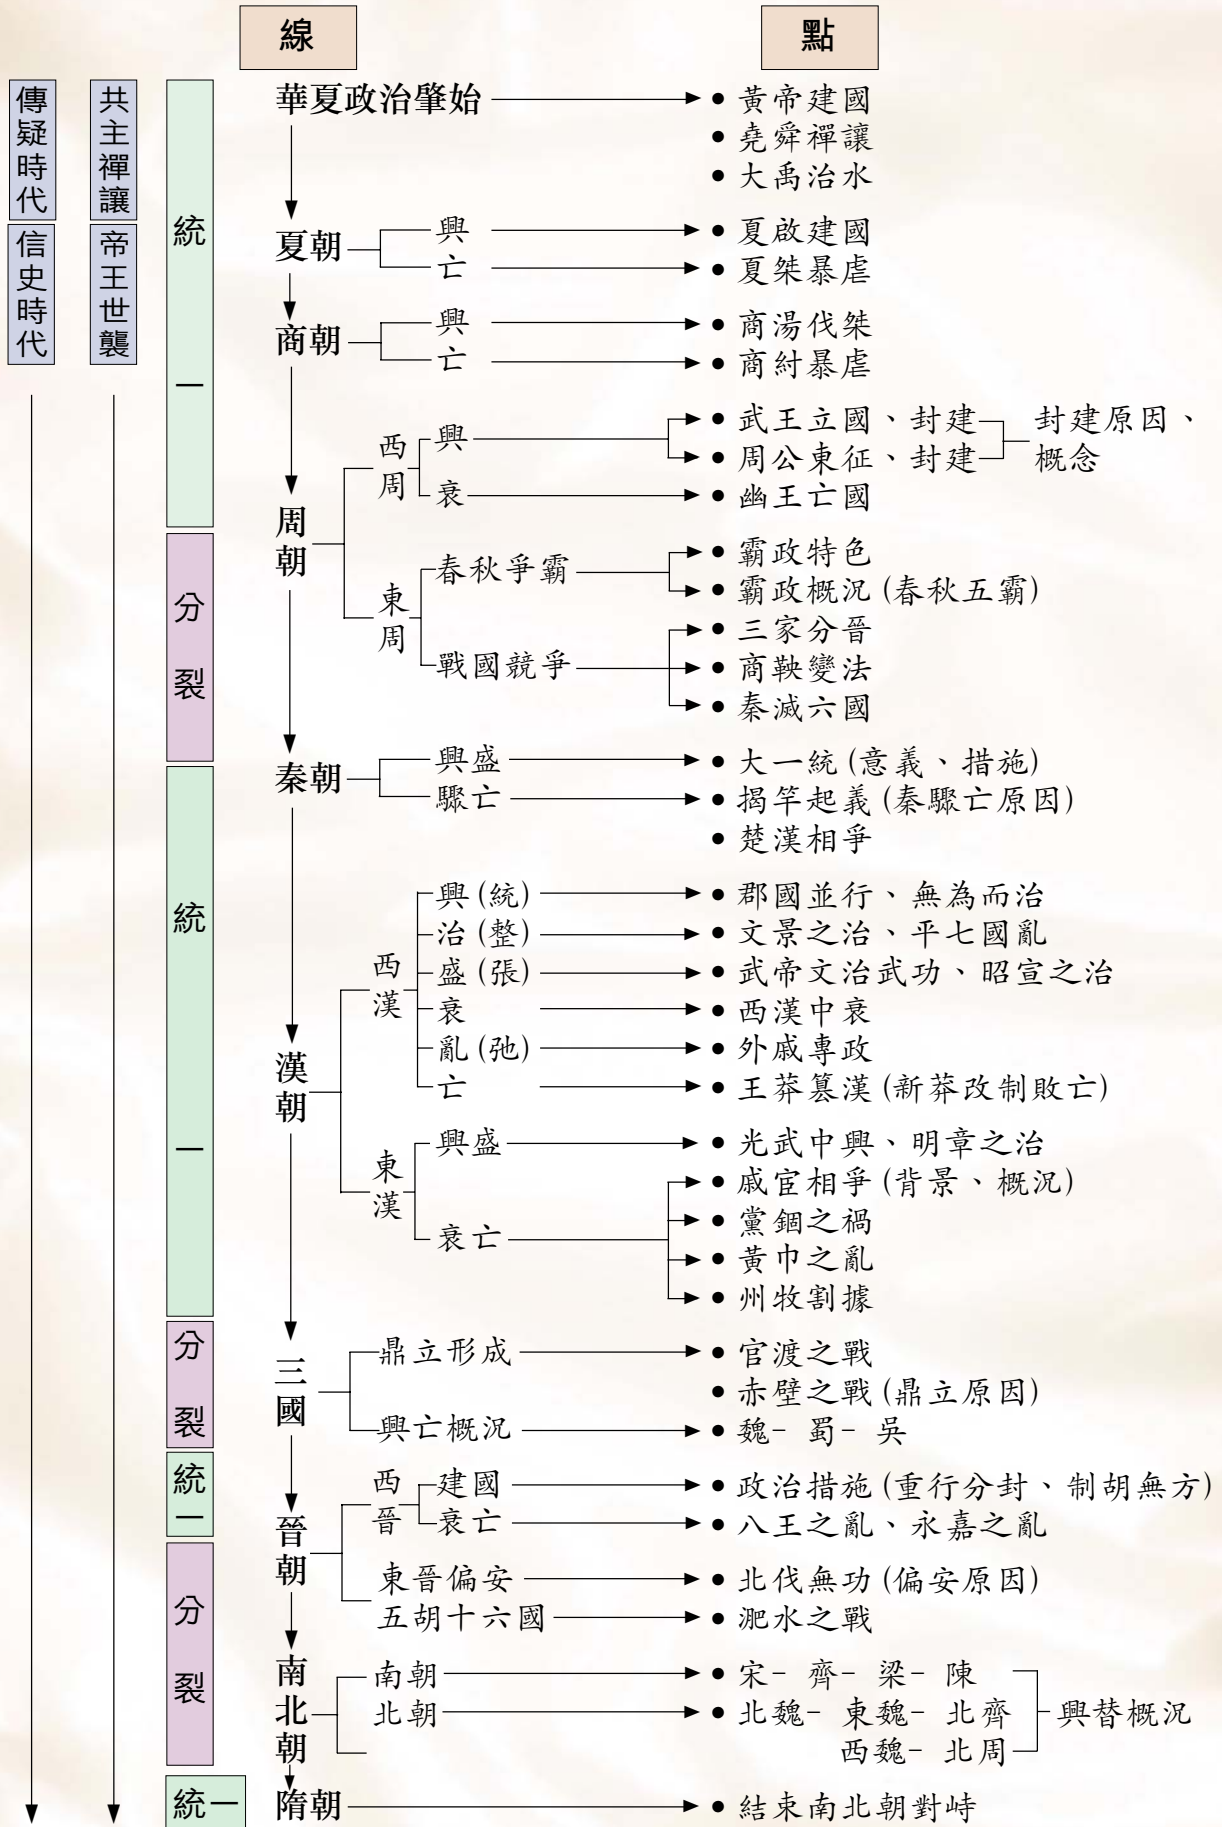 線
點
傳疑時代
信史時代
共主禪讓
帝王世襲
統一
分裂
統一
分裂
統一
分裂
統一
華夏政治肇始
• 黃帝建國
• 堯舜禪讓
• 大禹治水
夏朝
興
• 夏啟建國
亡
• 夏桀暴虐
商朝
興
• 商湯伐桀
亡
• 商紂暴虐
周朝
西周
興
• 武王立國、封建
• 周公東征、封建
封建原因、
概念
衰
• 幽王亡國
東周
春秋爭霸
• 霸政特色
• 霸政概況(春秋五霸)
戰國競爭
• 三家分晉
• 商鞅變法
• 秦滅六國
秦朝
興盛
• 大一統(意義、措施)
驟亡
• 揭竿起義(秦驟亡原因)
• 楚漢相爭
漢朝
西漢
興(統)
• 郡國並行、無為而治
治(整)
• 文景之治、平七國亂
盛(張)
• 武帝文治武功、昭宣之治
衰
• 西漢中衰
亂(弛)
• 外戚專政
亡
• 王莽篡漢(新莽改制敗亡)
東漢
興盛
• 光武中興、明章之治
衰亡
• 戚宦相爭(背景、概況)
• 黨錮之禍
• 黃巾之亂
• 州牧割據
三國
鼎立形成
• 官渡之戰
• 赤壁之戰(鼎立原因)
興亡概況
• 魏- 蜀- 吳
晉朝
西晉
建國
• 政治措施(重行分封、制胡無方)
衰亡
• 八王之亂、永嘉之亂
東晉偏安
• 北伐無功(偏安原因)
五胡十六國
• 淝水之戰
南北朝
南朝
• 宋- 齊- 梁- 陳
北朝
• 北魏- 東魏- 北齊
西魏- 北周
興替概況
隋朝
• 結束南北朝對峙